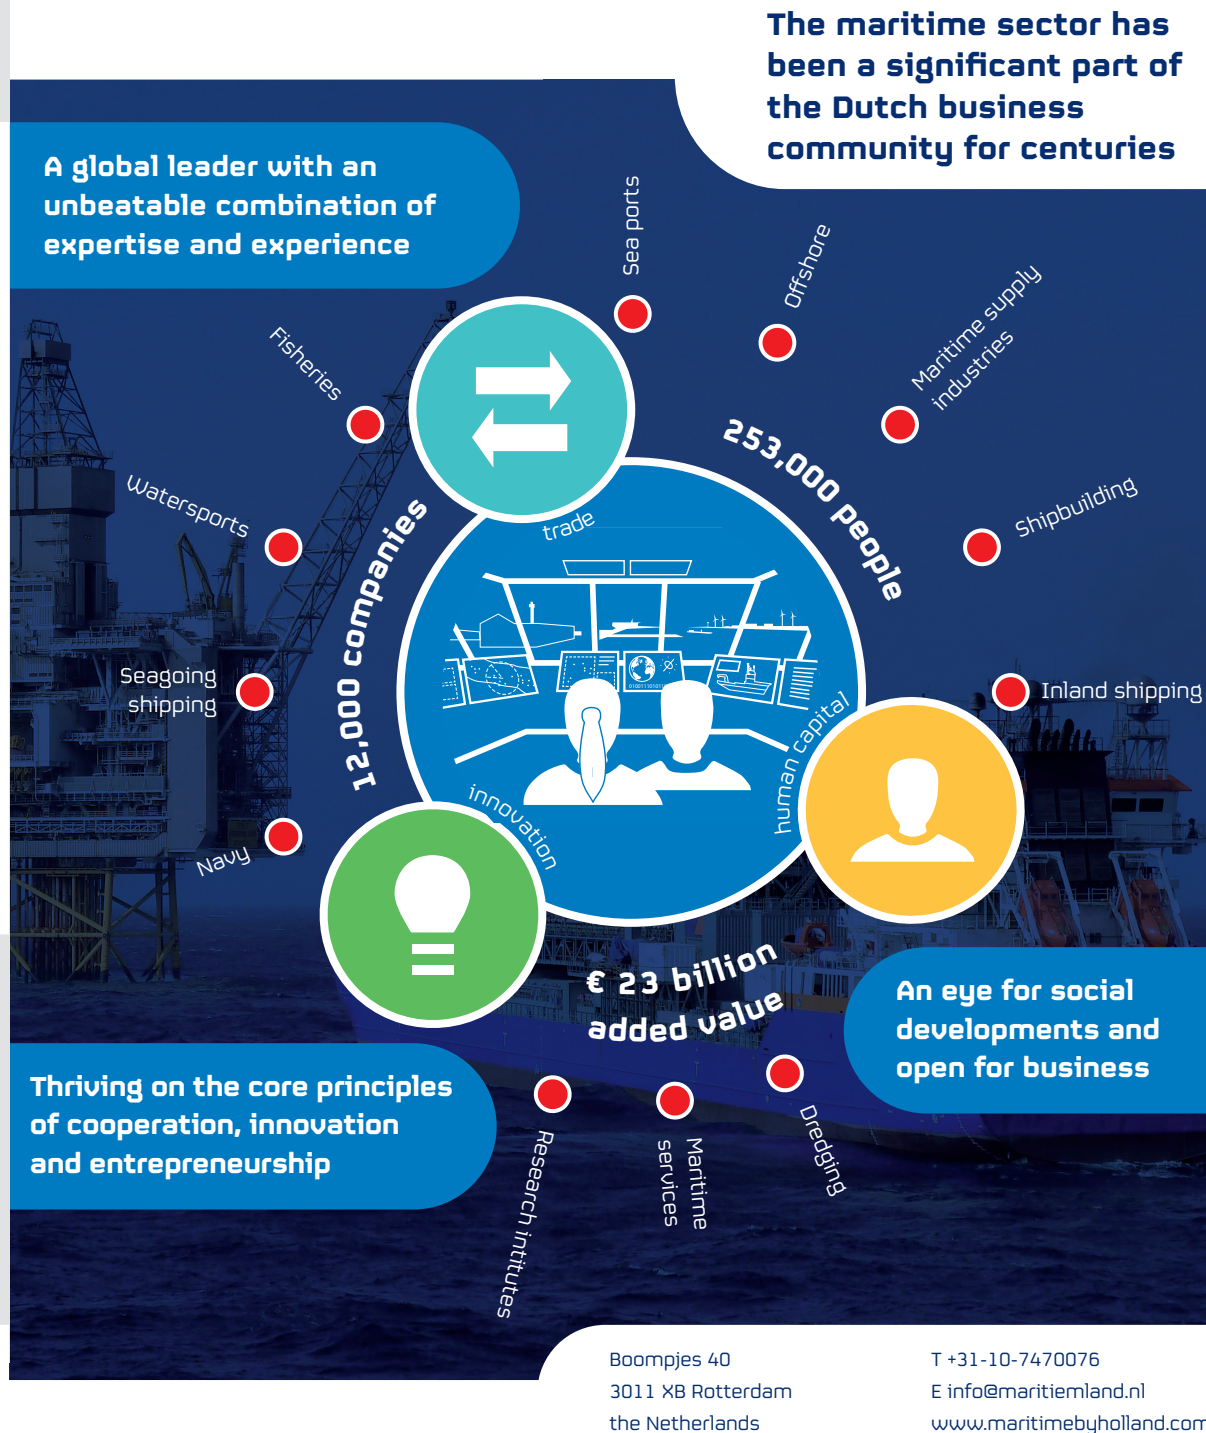 The maritime sector has
been a significant part of
the Dutch business
community for centuries
A global leader with an
unbeatable combination of
expertise and experience
Sea ports
Offshore
Maritime supply
industries
Fisheries
253,000 people
Watersports
12,000 companies
trade
Shipbuilding
Seagoing
shipping
Inland shipping
human capital
innovation
Navy
€ 23 billion
added value
An eye for social
developments and
open for business
Thriving on the core principles
of cooperation, innovation
and entrepreneurship
Research intitutes
Maritime
services
Dredging
Boompjes 40
3011 XB Rotterdam
the Netherlands
T +31-10-7470076
E info@maritiemland.nl
www.maritimebyholland.com